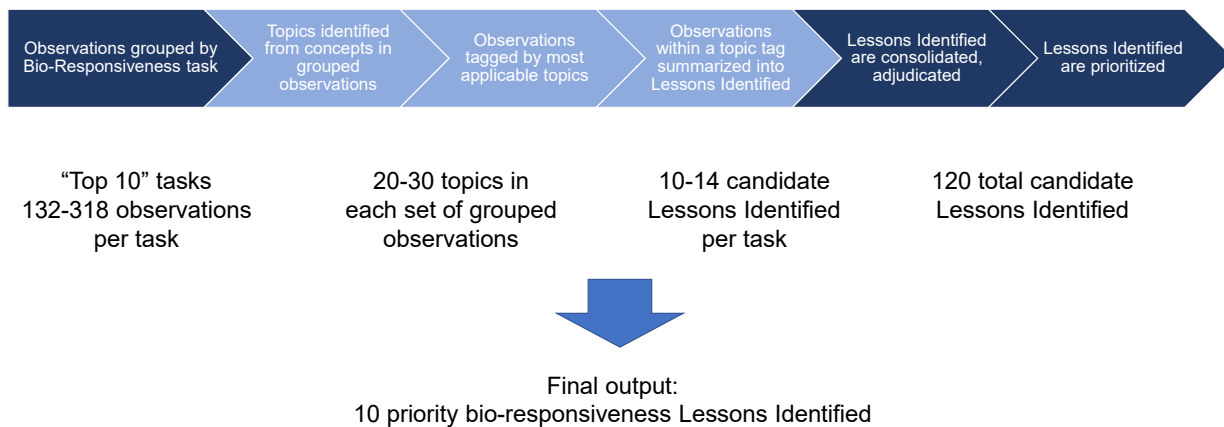 Observations grouped by
Bio-Responsiveness task
Topics identified
from concepts in
grouped
observations
Observations
tagged by most
applicable topics
Observations
within a topic tag
summarized into
Lessons Identified
Lessons Identified
are consolidated,
adjudicated
Lessons Identified
are prioritized
“Top 10” tasks
132-318 observations
per task
20-30 topics in
each set of grouped
observations
10-14 candidate
Lessons Identified
per task
120 total candidate
Lessons Identified
Final output:
10 priority bio-responsiveness Lessons Identified